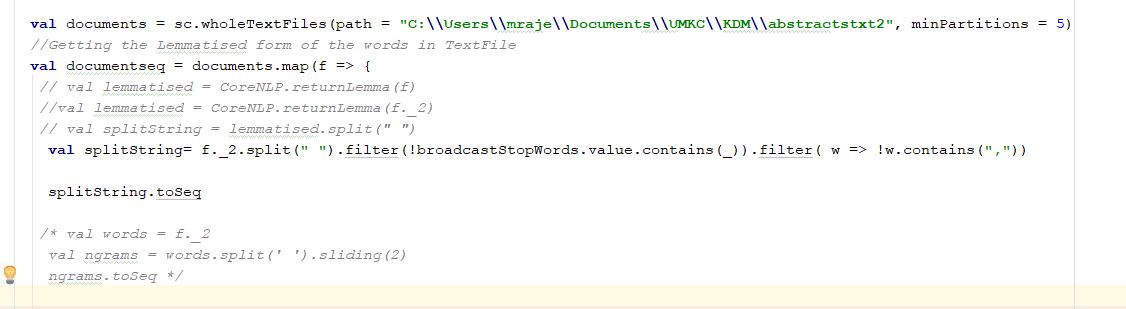 val documents = sc.wholeTextFiles(path = "C:\\Users\\mraje\\Documents\\UMKC\\KDM\\abstractstxt2", minPartitions = 5)
//Getting the Lemmatised form of the words in TextFile
val documentseq = documents.map(f => {
// val lemmatised = CoreNLP.returnLemma(f)
//val lemmatised = CoreNLP.returnLemma(f._2)
// val splitString = lemmatised.split(" ")
val splitString= f._2.split(" ").filter(!broadcastStopWords.value.contains(_)).filter( w => !w.contains(","))
splitString.toSeq
/* val words = f._2
val ngrams = words.split(' ').sliding(2)
ngrams.toSeq */